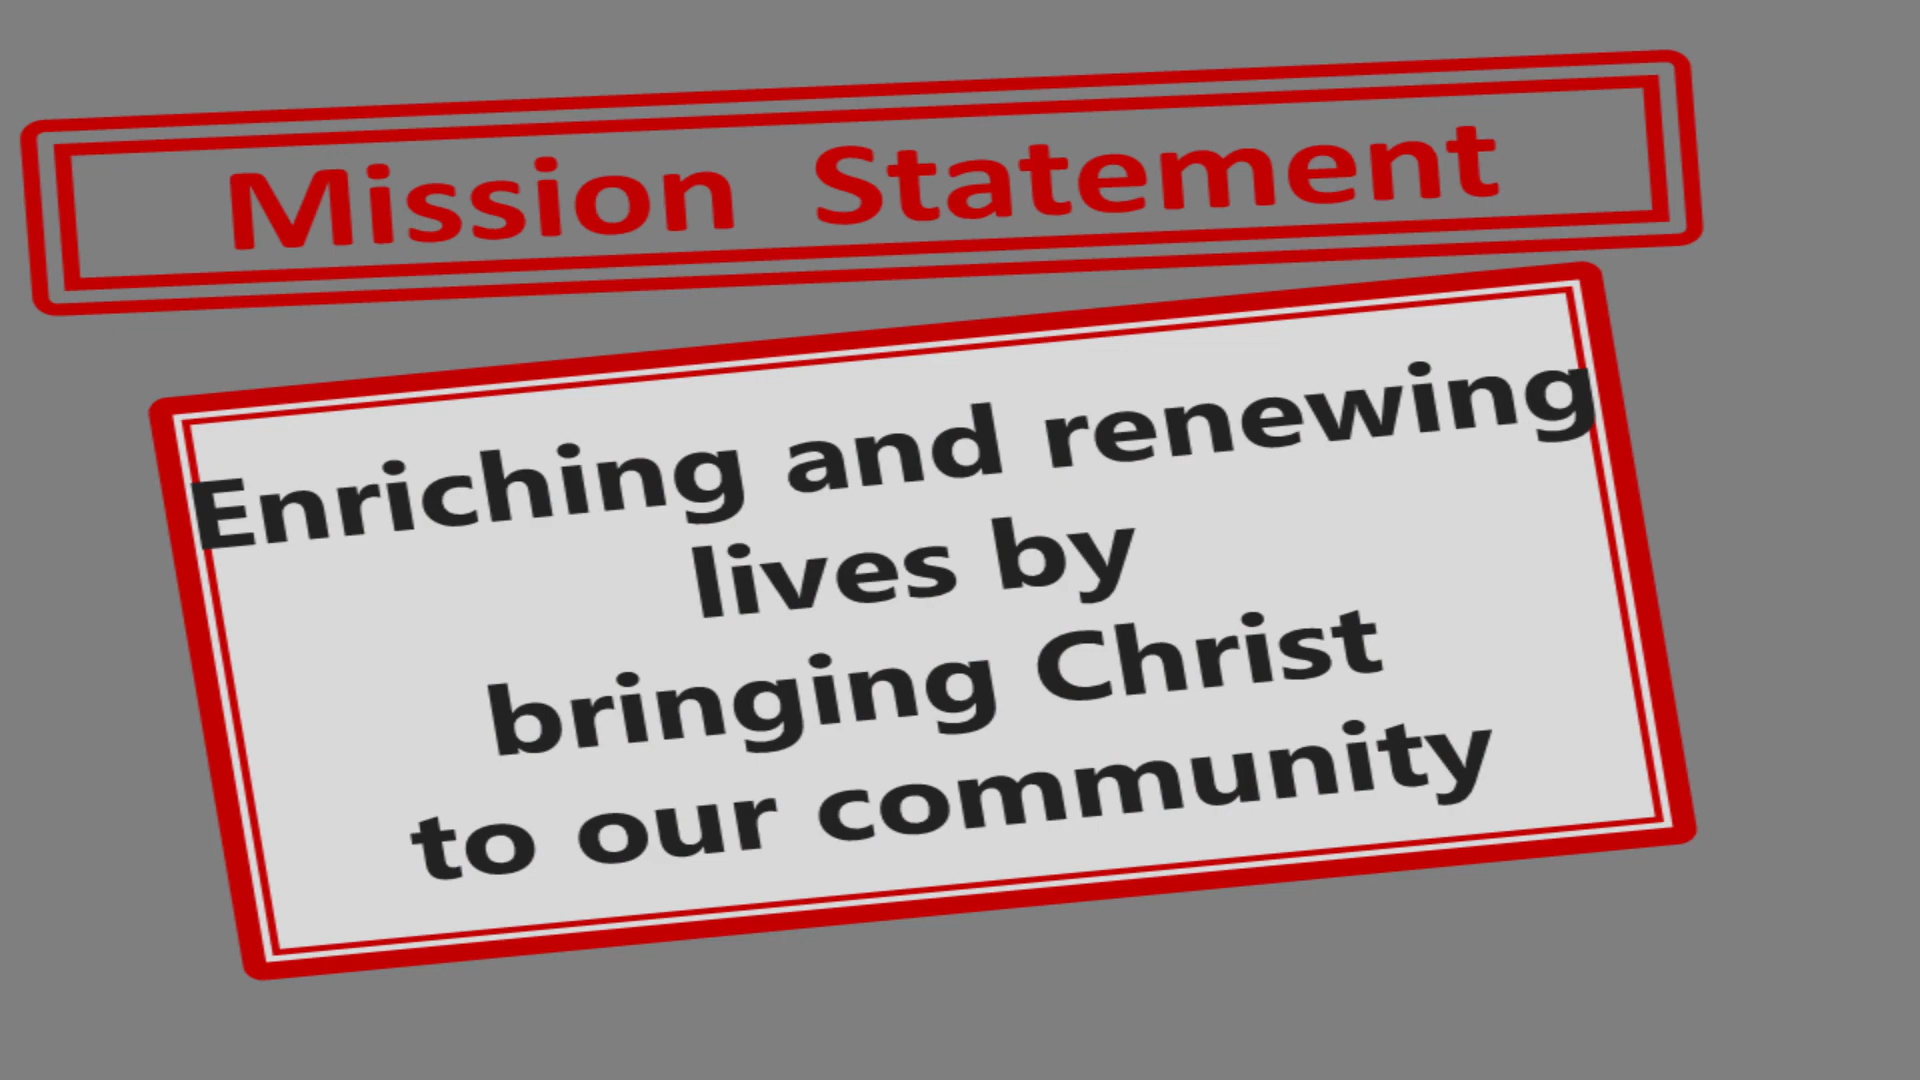 Mission Statement
Enriching and renewing
lives by
bringing Christ
to our community